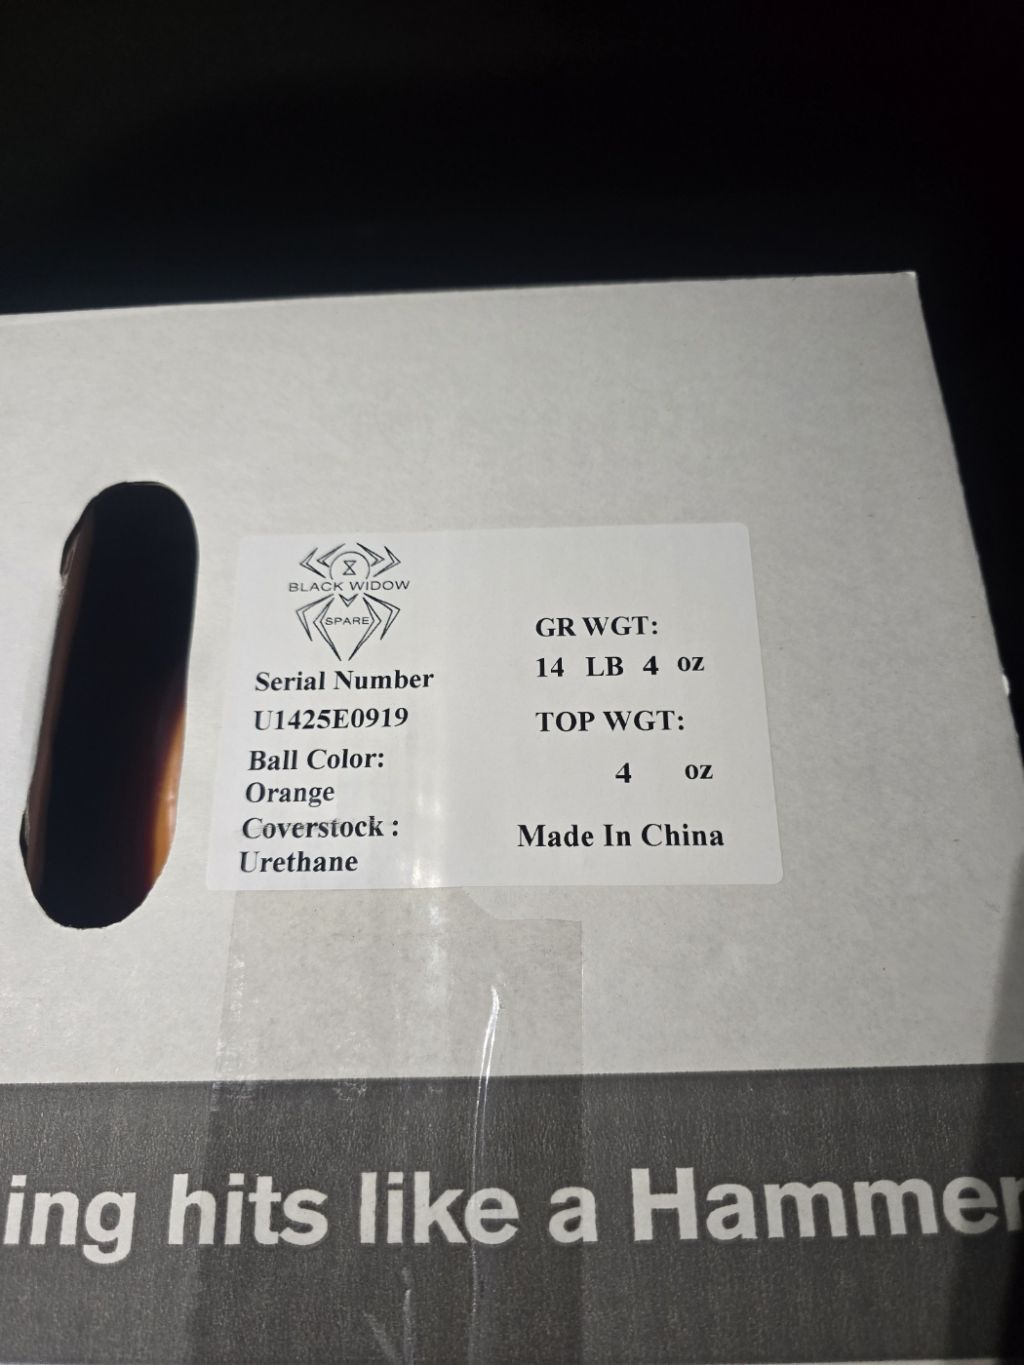 BLACK WIDOW
SPARE
Serial Number
U1425E0919
Ball Color:
Orange
Coverstock :
Urethane
GR WGT:
14 LB 4 oz
TOP WGT:
4 oz
Made In China
ing hits like a Hammer